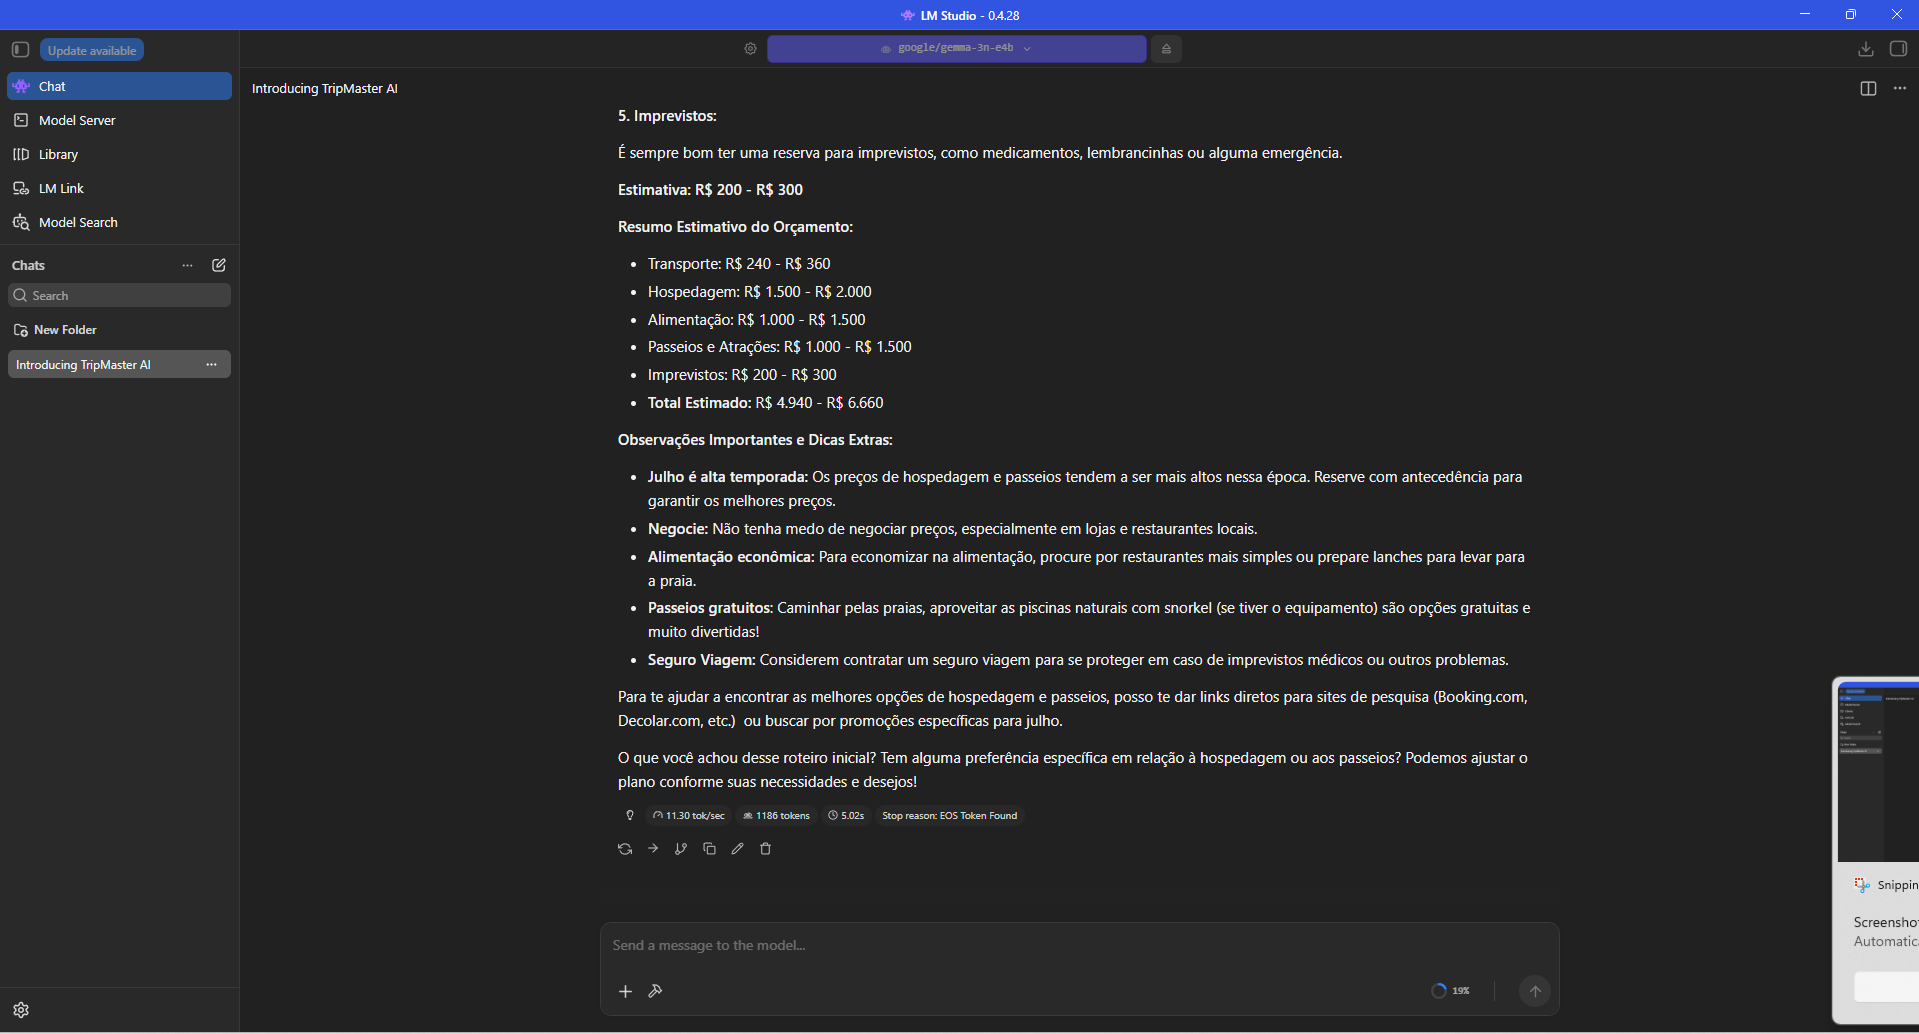 LM Studio - 0.4.28
Update available
google/gemma-3n-e4b
Chat
Introducing TripMaster AI
Model Server
Library
LM Link
Model Search
Chats
Search
New Folder
Introducing TripMaster AI
5. Imprevistos:
É sempre bom ter uma reserva para imprevistos, como medicamentos, lembrancinhas ou alguma emergência.
Estimativa: R$ 200 - R$ 300
Resumo Estimativo do Orçamento:
• Transporte: R$ 240 - R$ 360
• Hospedagem: R$ 1.500 - R$ 2.000
• Alimentação: R$ 1.000 - R$ 1.500
• Passeios e Atrações: R$ 1.000 - R$ 1.500
• Imprevistos: R$ 200 - R$ 300
• Total Estimado: R$ 4.940 - R$ 6.660
Observações Importantes e Dicas Extras:
• Julho é alta temporada: Os preços de hospedagem e passeios tendem a ser mais altos nessa época. Reserve com antecedência para
garantir os melhores preços.
• Negocie: Não tenha medo de negociar preços, especialmente em lojas e restaurantes locais.
• Alimentação econômica: Para economizar na alimentação, procure por restaurantes mais simples ou prepare lanches para levar para
a praia.
• Passeios gratuitos: Caminhar pelas praias, aproveitar as piscinas naturais com snorkel (se tiver o equipamento) são opções gratuitas e
muito divertidas!
• Seguro Viagem: Considerem contratar um seguro viagem para se proteger em caso de imprevistos médicos ou outros problemas.
Para te ajudar a encontrar as melhores opções de hospedagem e passeios, posso te dar links diretos para sites de pesquisa (Booking.com,
Decolar.com, etc.) ou buscar por promoções específicas para julho.
O que você achou desse roteiro inicial? Tem alguma preferência específica em relação à hospedagem ou aos passeios? Podemos ajustar o
plano conforme suas necessidades e desejos!
11.30 tok/sec 1186 tokens 5.02s Stop reason: EOS Token Found
Send a message to the model...
19%
Snippin
Screensho
Automatic